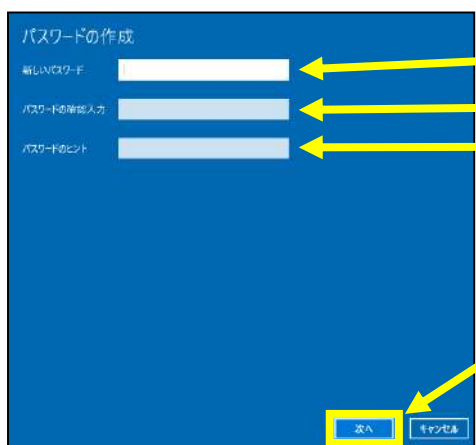 パスワードの作成
新しいパスワード
パスワードの確認入力
パスワードのヒント
次へ
キャンセル